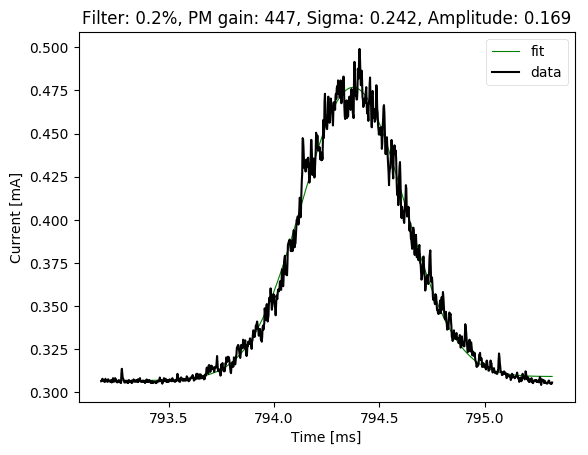 Filter: 0.2%, PM gain: 447, Sigma: 0.242, Amplitude: 0.169
fit
data
Current [mA]
0.500
0.475
0.450
0.425
0.400
0.375
0.350
0.325
0.300
793.5
794.0
794.5
795.0
Time [ms]